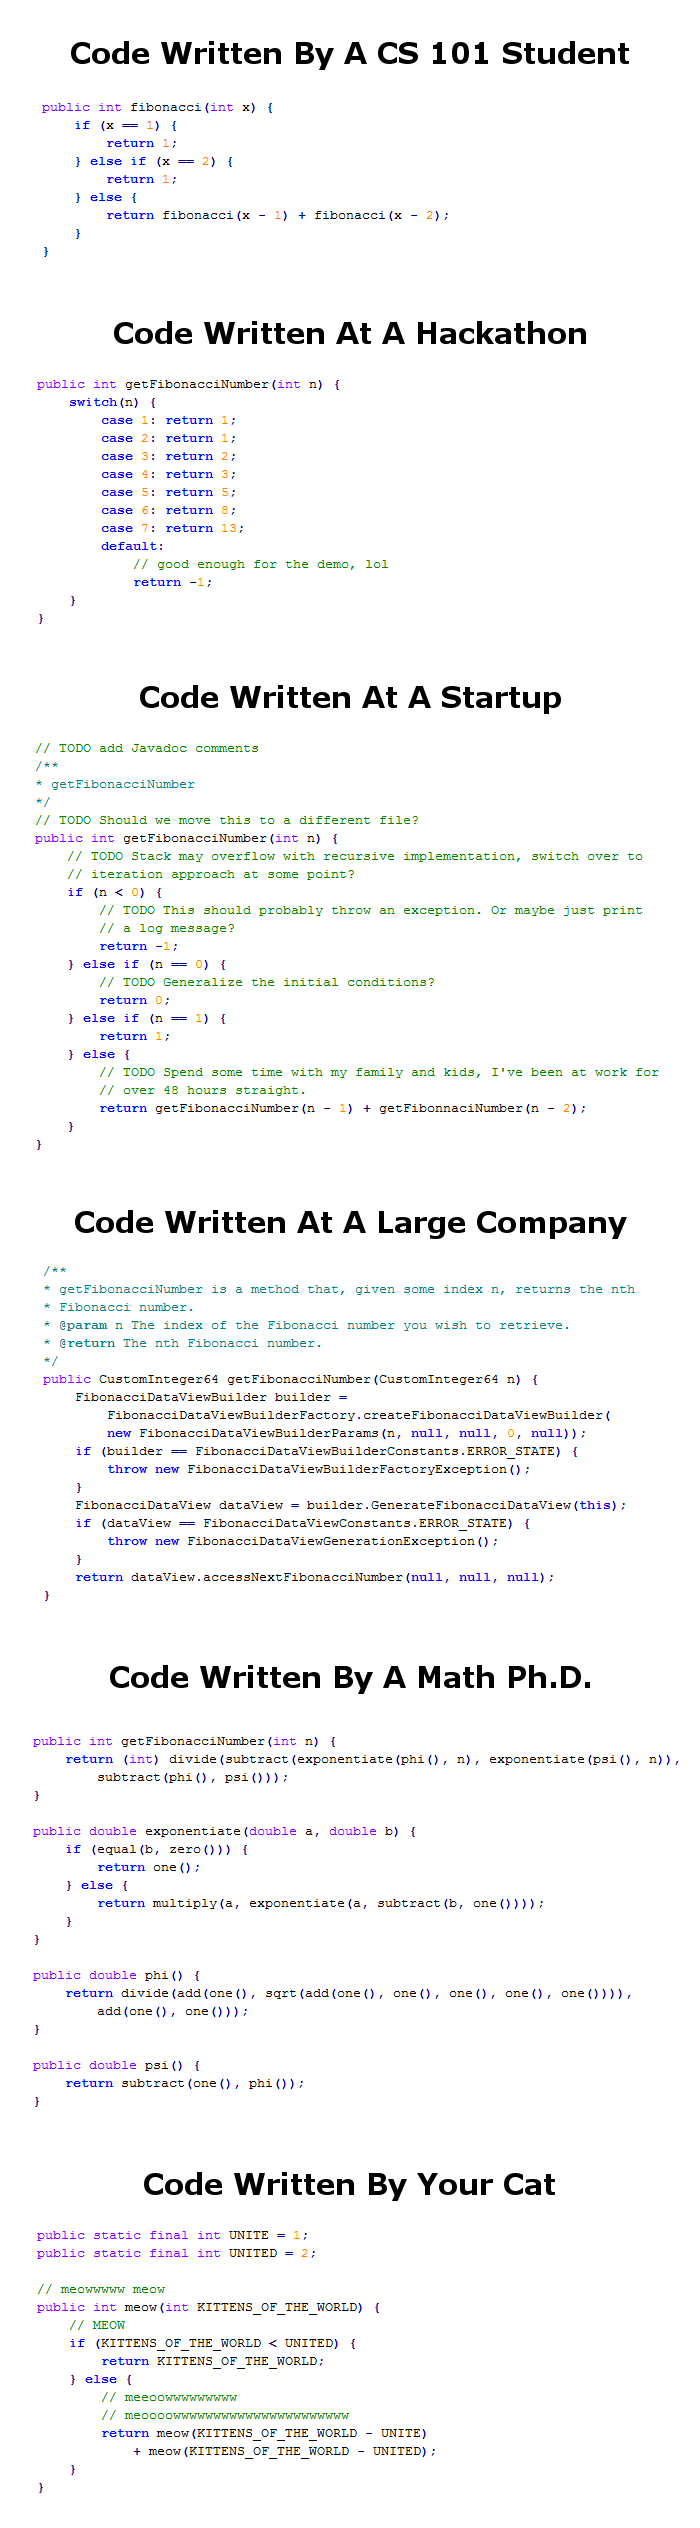 Code Written By A CS 101 Student
public int fibonacci(int x) {
    if (x == 1) {
        return 1;
    } else if (x == 2) {
        return 1;
    } else {
        return fibonacci(x - 1) + fibonacci(x - 2);
    }
}
Code Written At A Hackathon
public int getFibonacciNumber(int n) {
    switch(n) {
        case 1: return 1;
        case 2: return 1;
        case 3: return 2;
        case 4: return 3;
        case 5: return 5;
        case 6: return 8;
        case 7: return 13;
        default:
            // good enough for the demo, lol
            return -1;
    }
}
Code Written At A Startup
// TODO add Javadoc comments
/**
* getFibonacciNumber
*/
// TODO Should we move this to a different file?
public int getFibonacciNumber(int n) {
    // TODO Stack may overflow with recursive implementation, switch over to
    // iteration approach at some point?
    if (n < 0) {
        // TODO This should probably throw an exception. Or maybe just print
        // a log message?
        return -1;
    } else if (n == 0) {
        // TODO Generalize the initial conditions?
        return 0;
    } else if (n == 1) {
        return 1;
    } else {
        // TODO Spend some time with my family and kids, I've been at work for
        // over 48 hours straight.
        return getFibonacciNumber(n - 1) + getFibonnaciNumber(n - 2);
    }
}
Code Written At A Large Company
/**
* getFibonacciNumber is a method that, given some index n, returns the nth
* Fibonacci number.
* @param n The index of the Fibonacci number you wish to retrieve.
* @return The nth Fibonacci number.
*/
public CustomInteger64 getFibonacciNumber(CustomInteger64 n) {
    FibonacciDataViewBuilder builder =
        FibonacciDataViewBuilderFactory.createFibonacciDataViewBuilder(
        new FibonacciDataViewBuilderParams(n, null, null, 0, null));
    if (builder == FibonacciDataViewBuilderConstants.ERROR_STATE) {
        throw new FibonacciDataViewBuilderFactoryException();
    }
    FibonacciDataView dataView = builder.GenerateFibonacciDataView(this);
    if (dataView == FibonacciDataViewConstants.ERROR_STATE) {
        throw new FibonacciDataViewGenerationException();
    }
    return dataView.accessNextFibonacciNumber(null, null, null);
}
Code Written By A Math Ph.D.
public int getFibonacciNumber(int n) {
    return (int) divide(subtract(exponentiate(phi(), n), exponentiate(psi(), n)),
        subtract(phi(), psi()));
}
public double exponentiate(double a, double b) {
    if (equal(b, zero())) {
        return one();
    } else {
        return multiply(a, exponentiate(a, subtract(b, one())));
    }
}
public double phi() {
    return divide(add(one(), sqrt(add(one(), one(), one(), one(), one()))),
        add(one(), one()));
}
public double psi() {
    return subtract(one(), phi());
}
Code Written By Your Cat
public static final int UNITE = 1;
public static final int UNITED = 2;
// meowwwww meow
public int meow(int KITTENS_OF_THE_WORLD) {
    // MEOW
    if (KITTENS_OF_THE_WORLD < UNITED) {
        return KITTENS_OF_THE_WORLD;
    } else {
        // meeoowwwwwwwww
        // meoooowwwwwwwwwwwwwwwwwwwwww
        return meow(KITTENS_OF_THE_WORLD - UNITE)
            + meow(KITTENS_OF_THE_WORLD - UNITED);
    }
}